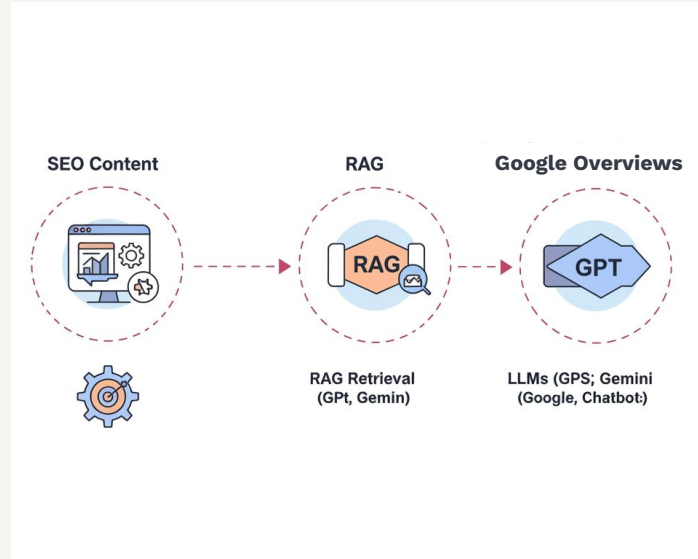 SEO Content
RAG
Google Overviews
RAG
GPT
RAG Retrieval
(GPt, Gemin)
LLMs (GPS; Gemini
(Google, Chatbot:)